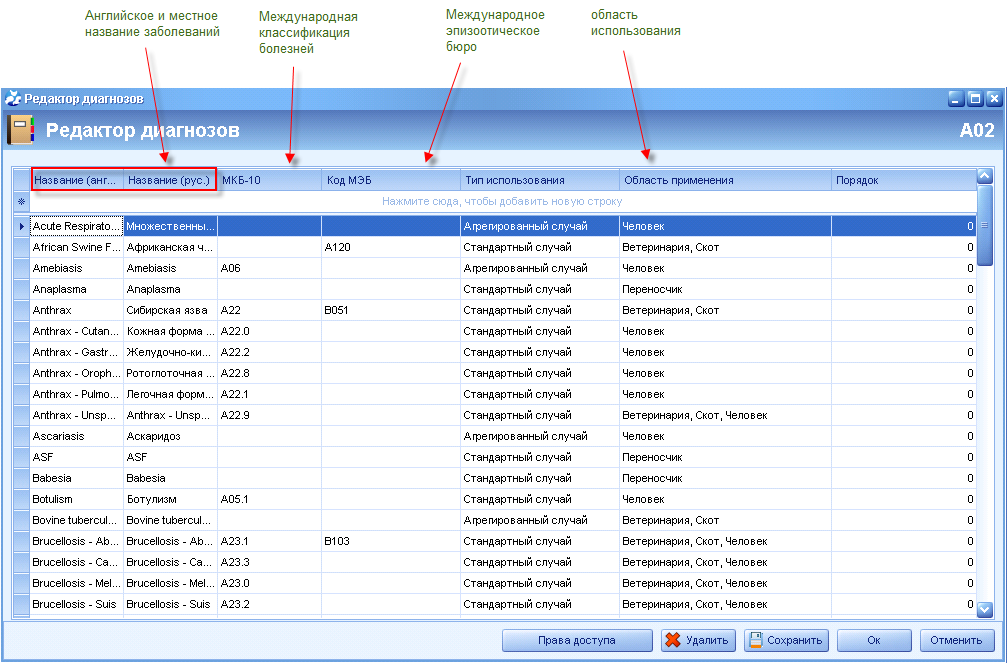 Английское и местное
название заболеваний
Международная
классификация
болезней
Международное
эпизоотическое
бюро
область
использования
Редактор диагнозов
Редактор диагнозов A02
Название (анг... Название (рус.) МКБ-10 Код МЭБ Тип использования Область применения Порядок
Нажмите сюда, чтобы добавить новую строку
Acute Respirato... Множественны... Агрегированный случай Человек 0
African Swine F... Африканская ч... A120 Стандартный случай Ветеринария, Скот 0
Amebiasis Amebiasis A06 Агрегированный случай Человек 0
Anaplasma Anaplasma Стандартный случай Переносчик 0
Anthrax Сибирская язва A22 B051 Стандартный случай Ветеринария, Скот 0
Anthrax - Cutan... Кожная форма ... A22.0 Стандартный случай Человек 0
Anthrax - Gastr... Желудочно-ки... A22.2 Стандартный случай Человек 0
Anthrax - Oroph... Ротоглоточная ... A22.8 Стандартный случай Человек 0
Anthrax - Pulmo... Легочная форм... A22.1 Стандартный случай Человек 0
Anthrax - Unsp... Anthrax - Unsp... A22.9 Стандартный случай Ветеринария, Скот, Человек 0
Ascariasis Аскаридоз Агрегированный случай Человек 0
ASF ASF Стандартный случай Переносчик 0
Babesia Babesia Стандартный случай Переносчик 0
Botulism Ботулизм A05.1 Стандартный случай Человек 0
Bovine tubercul... Bovine tubercul... Агрегированный случай Ветеринария, Скот 0
Brucellosis - Ab... Brucellosis - Ab... A23.1 B103 Стандартный случай Ветеринария, Скот, Человек 0
Brucellosis - Ca... Brucellosis - Ca... A23.3 Стандартный случай Ветеринария, Скот, Человек 0
Brucellosis - Mel... Brucellosis - Mel... A23.0 Стандартный случай Ветеринария, Скот, Человек 0
Brucellosis - Suis Brucellosis - Suis A23.2 Стандартный случай Ветеринария, Скот, Человек 0
Права доступа Удалить Сохранить Ок Отменить